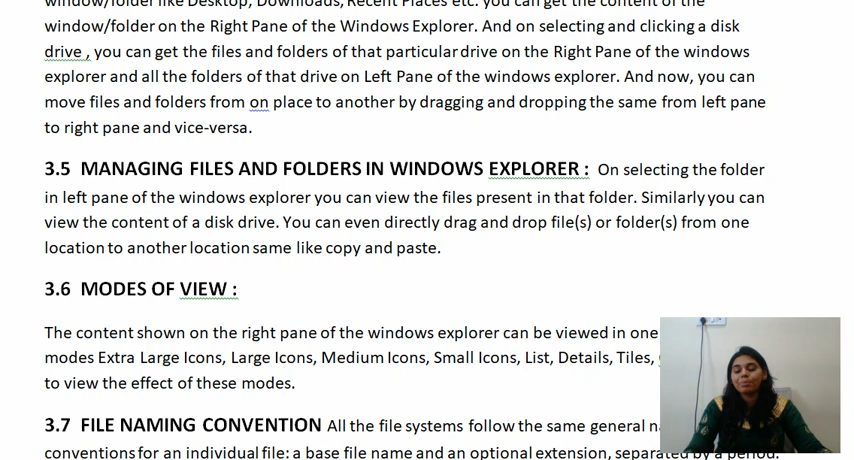 window/folder like Desktop, Downloads, Recent Places etc. you can get the content of the
window/folder on the Right Pane of the Windows Explorer. And on selecting and clicking a disk
drive , you can get the files and folders of that particular drive on the Right Pane of the windows
explorer and all the folders of that drive on Left Pane of the windows explorer. And now, you can
move files and folders from on place to another by dragging and dropping the same from left pane
to right pane and vice-versa.
3.5 MANAGING FILES AND FOLDERS IN WINDOWS EXPLORER : On selecting the folder
in left pane of the windows explorer you can view the files present in that folder. Similarly you can
view the content of a disk drive. You can even directly drag and drop file(s) or folder(s) from one
location to another location same like copy and paste.
3.6 MODES OF VIEW :
The content shown on the right pane of the windows explorer can be viewed in one
modes Extra Large Icons, Large Icons, Medium Icons, Small Icons, List, Details, Tiles,
to view the effect of these modes.
3.7 FILE NAMING CONVENTION All the file systems follow the same general
conventions for an individual file: a base file name and an optional extension, separated by a period.